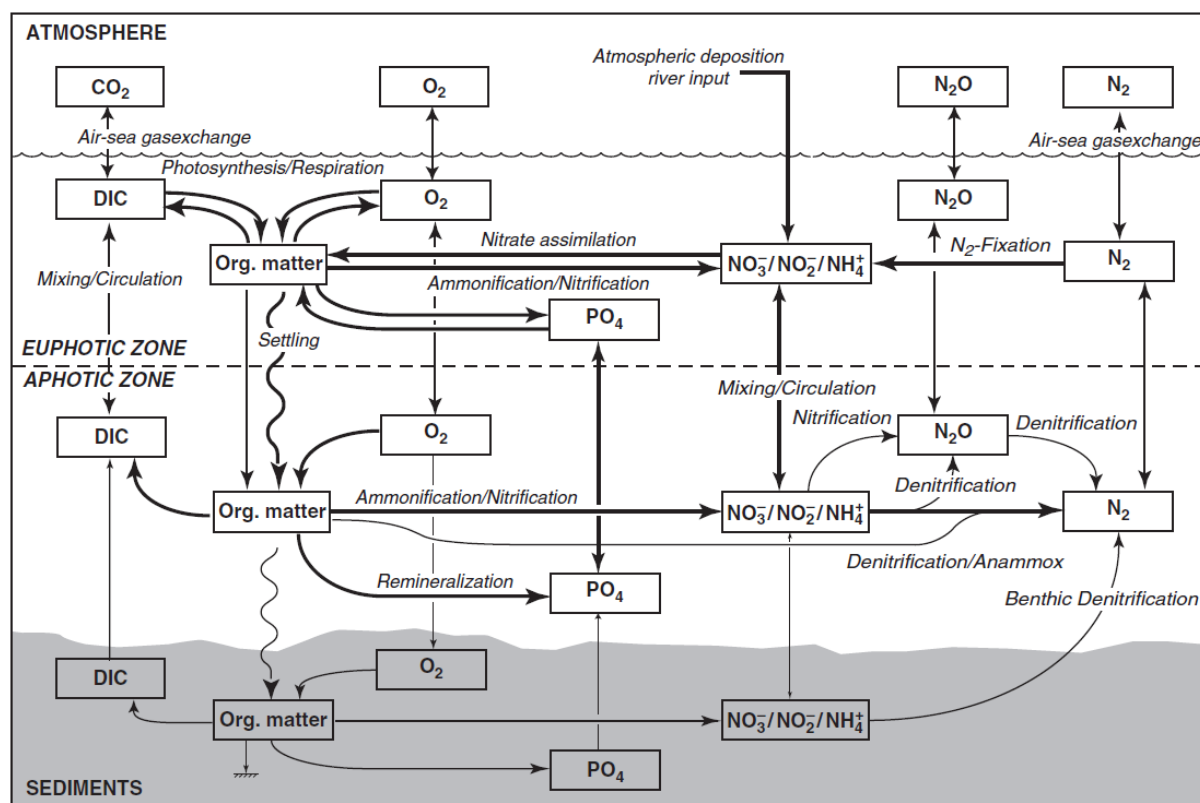 ATMOSPHERE
CO₂
O₂
Atmospheric deposition
river input
N₂O
N₂
Air-sea gasexchange
Air-sea gasexchange
Photosynthesis/Respiration
DIC
O₂
N₂O
Nitrate assimilation
N₂-Fixation
Org. matter
NO₃⁻/NO₂⁻/NH₄⁺
N₂
Mixing/Circulation
Ammonification/Nitrification
PO₄
Settling
EUPHOTIC ZONE
APHOTIC ZONE
Mixing/Circulation
DIC
O₂
Nitrification
N₂O
Denitrification
Denitrification
Org. matter
Ammonification/Nitrification
NO₃⁻/NO₂⁻/NH₄⁺
N₂
Denitrification/Anammox
Remineralization
PO₄
Benthic Denitrification
DIC
O₂
Org. matter
NO₃⁻/NO₂⁻/NH₄⁺
PO₄
SEDIMENTS